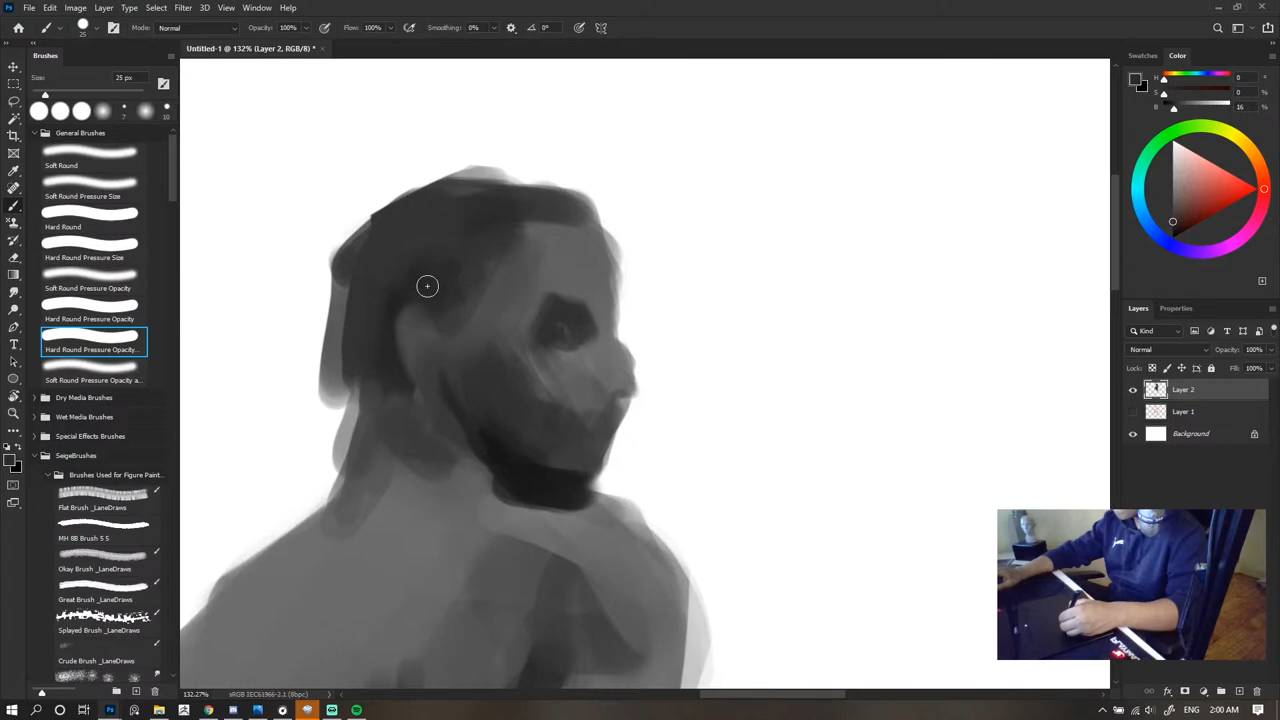 File Edit Image Layer Type Select Filter 3D View Window Help
25 Mode: Normal Opacity: 100% Flow: 100% Smoothing: 0% 0°
Untitled-1 @ 132% (Layer 2, RGB/8) *
Brushes
Size: 25 px
7 10
General Brushes
Soft Round
Soft Round Pressure Size
Hard Round
Hard Round Pressure Size
Soft Round Pressure Opacity
Hard Round Pressure Opacity
Hard Round Pressure Opacity...
Soft Round Pressure Opacity a...
Dry Media Brushes
Wet Media Brushes
Special Effects Brushes
SeigeBrushes
Brushes Used for Figure Paint...
Flat Brush _LaneDraws
MH 8B Brush 5 5
Okay Brush _LaneDraws
Great Brush _LaneDraws
Splayed Brush _LaneDraws
Crude Brush _LaneDraws
Swatches Color
H 0 °
S 0 %
B 16 %
Layers Properties
Kind
Normal Opacity: 100%
Lock: Fill: 100%
Layer 2
Layer 1
Background
132.27% sRGB IEC61966-2.1 (8bpc)
ENG 2:00 AM